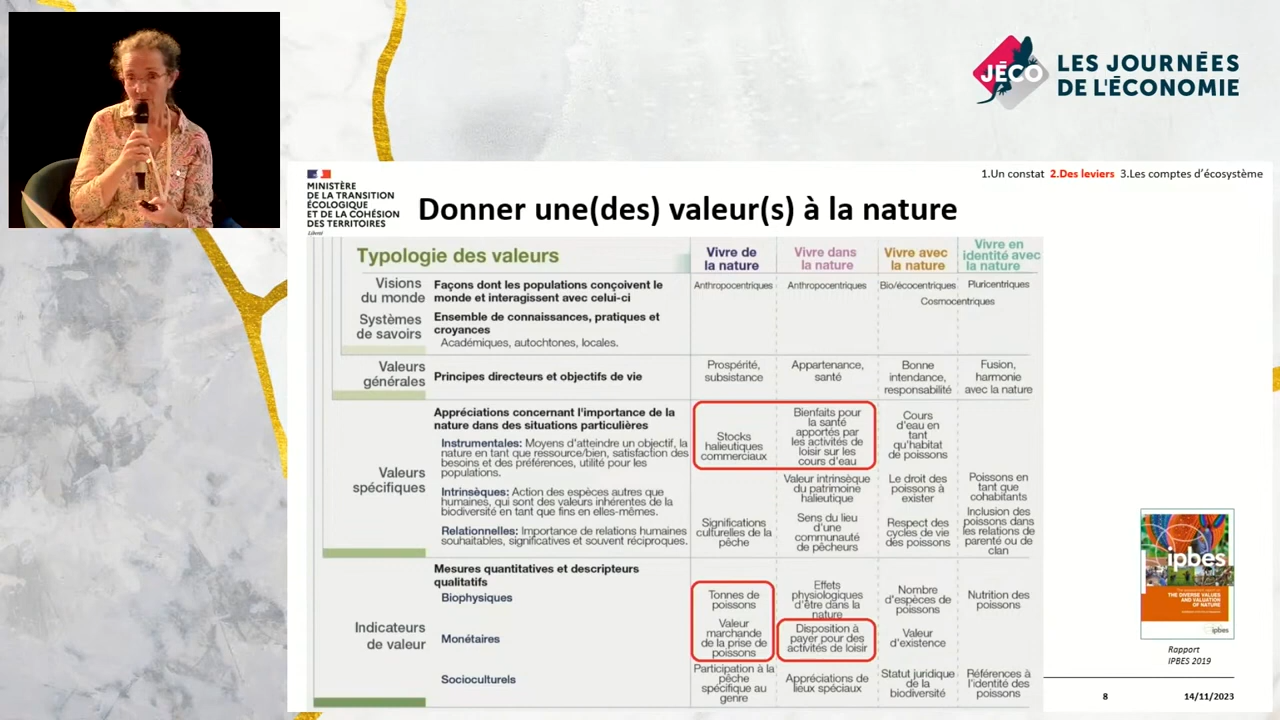 JÉCO
LES JOURNÉES
DE L'ÉCONOMIE
MINISTÈRE
DE LA TRANSITION
ÉCOLOGIQUE
ET DE LA COHÉSION
DES TERRITOIRES
1.Un constat 2.Des leviers 3.Les comptes d'écosystème
Donner une(des) valeur(s) à la nature
Typologie des valeurs
Vivre de
la nature
Vivre dans
la nature
Vivre avec
la nature
Vivre en
identité avec
la nature
Visions
du monde
Façons dont les populations conçoivent le
monde et interagissent avec celui-ci
Anthropocentriques
Anthropocentriques
Bio/écocentriques
Pluricentriques
Cosmocentriques
Systèmes
de savoirs
Ensemble de connaissances, pratiques et
croyances
Académiques, autochtones, locales.
Valeurs
générales
Principes directeurs et objectifs de vie
Prospérité,
subsistance
Appartenance,
santé
Bonne
intendance,
responsabilité
Fusion,
harmonie
avec la nature
Valeurs
spécifiques
Appréciations concernant l'importance de la
nature dans des situations particulières
Instrumentales: Moyens d'atteindre un objectif, la
nature en tant que ressource/bien, satisfaction des
besoins et des préférences, utilité pour les
populations.
Stocks
halieutiques
commerciaux
Bienfaits pour
la santé
apportés par
les activités de
loisir sur les
cours d'eau
Cours
d'eau en
tant
qu'habitat
de poissons
Intrinsèques: Action des espèces autres que
humaines, qui sont des valeurs inhérentes de la
biodiversité en tant que fins en elles-mêmes.
Valeur intrinsèque
du patrimoine
halieutique
Le droit des
poissons à
exister
Poissons en
tant que
cohabitants
Relationnelles: Importance de relations humaines
souhaitables, significatives et souvent réciproques.
Significations
culturelles de la
pêche
Sens du lieu
d'une
communauté
de pêcheurs
Respect des
cycles de vie
des poissons
Inclusion des
poissons dans
les relations de
parenté ou de
clan
Indicateurs
de valeur
Mesures quantitatives et descripteurs
qualitatifs
Biophysiques
Tonnes de
poissons
Effets
physiologiques
d'être dans la
nature
Nombre
d'espèces de
poissons
Nutrition des
poissons
Monétaires
Valeur
marchande
de la prise de
poissons
Disposition à
payer pour des
activités de loisir
Valeur
d'existence
Socioculturels
Participation à la
pêche
spécifique au
genre
Appréciations de
lieux spéciaux
Statut juridique
de la
biodiversité
Références à
l'identité des
poissons
ipbes
THE DIVERSE VALUES
AND VALUATION
OF NATURE
ipbes
Rapport
IPBES 2019
8
14/11/2023